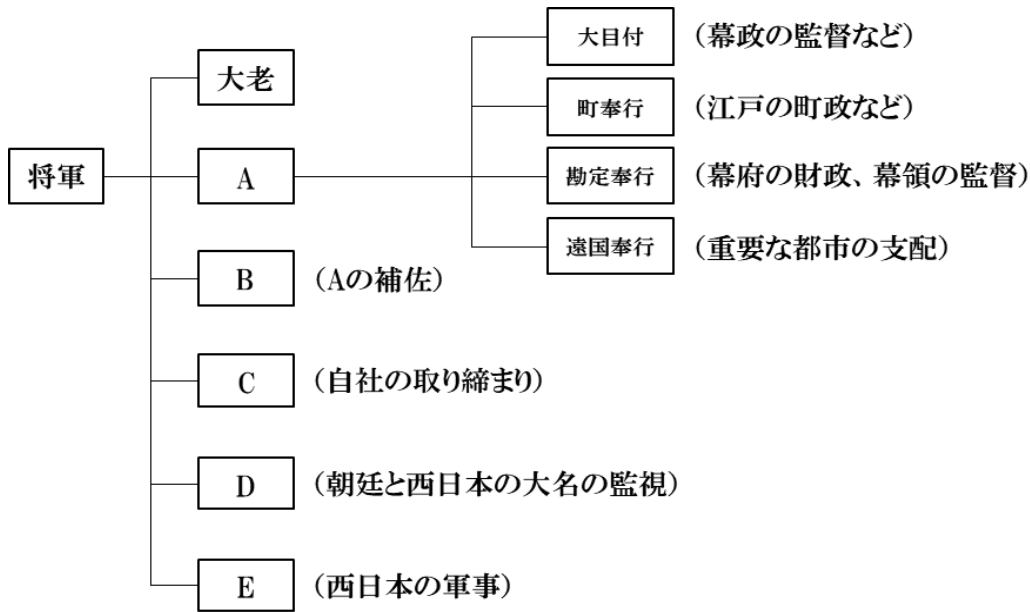 大目付 (幕政の監督など)
大老
町奉行 (江戸の町政など)
将軍
A
勘定奉行 (幕府の財政、幕領の監督)
遠国奉行 (重要な都市の支配)
B (Aの補佐)
C (自社の取り締まり)
D (朝廷と西日本の大名の監視)
E (西日本の軍事)